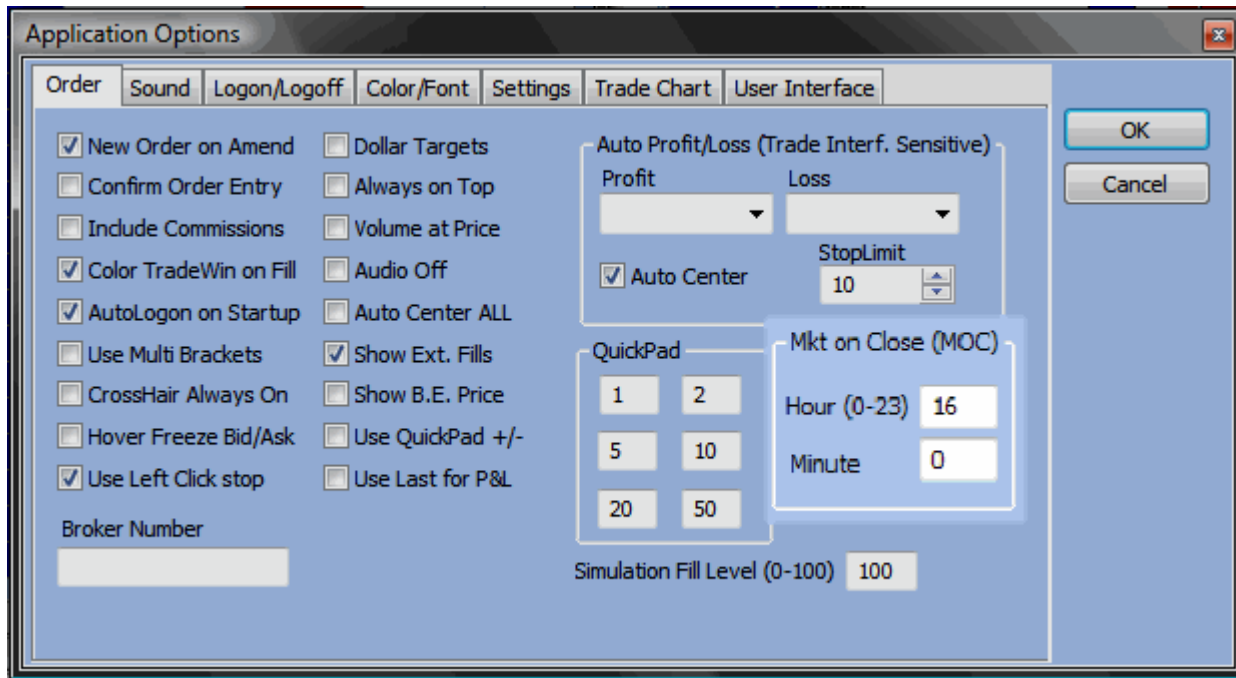 Application Options
Order Sound Logon/Logoff Color/Font Settings Trade Chart User Interface
New Order on Amend
Confirm Order Entry
Include Commissions
Color TradeWin on Fill
AutoLogon on Startup
Use Multi Brackets
CrossHair Always On
Hover Freeze Bid/Ask
Use Left Click stop
Broker Number
Dollar Targets
Always on Top
Volume at Price
Audio Off
Auto Center ALL
Show Ext. Fills
Show B.E. Price
Use QuickPad +/-
Use Last for P&L
Auto Profit/Loss (Trade Interf. Sensitive)
Profit Loss
StopLimit
Auto Center 10
QuickPad
1 2
5 10
20 50
Mkt on Close (MOC)
Hour (0-23) 16
Minute 0
Simulation Fill Level (0-100) 100
OK
Cancel